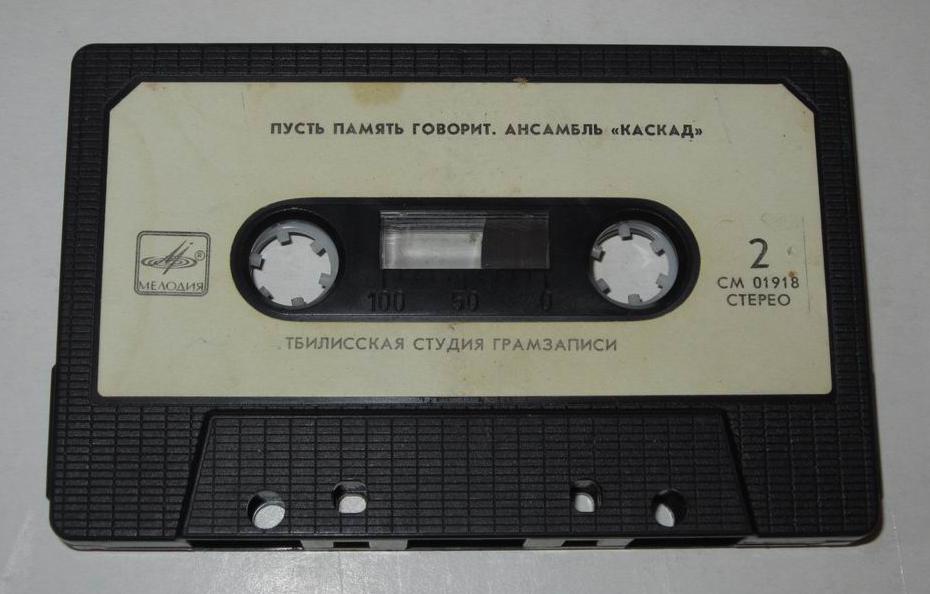 ПУСТЬ ПАМЯТЬ ГОВОРИТ. АНСАМБЛЬ «КАСКАД»
®
МЕЛОДИЯ
2
СМ 01918
СТЕРЕО
100 50 0
ТБИЛИССКАЯ СТУДИЯ ГРАМЗАПИСИ